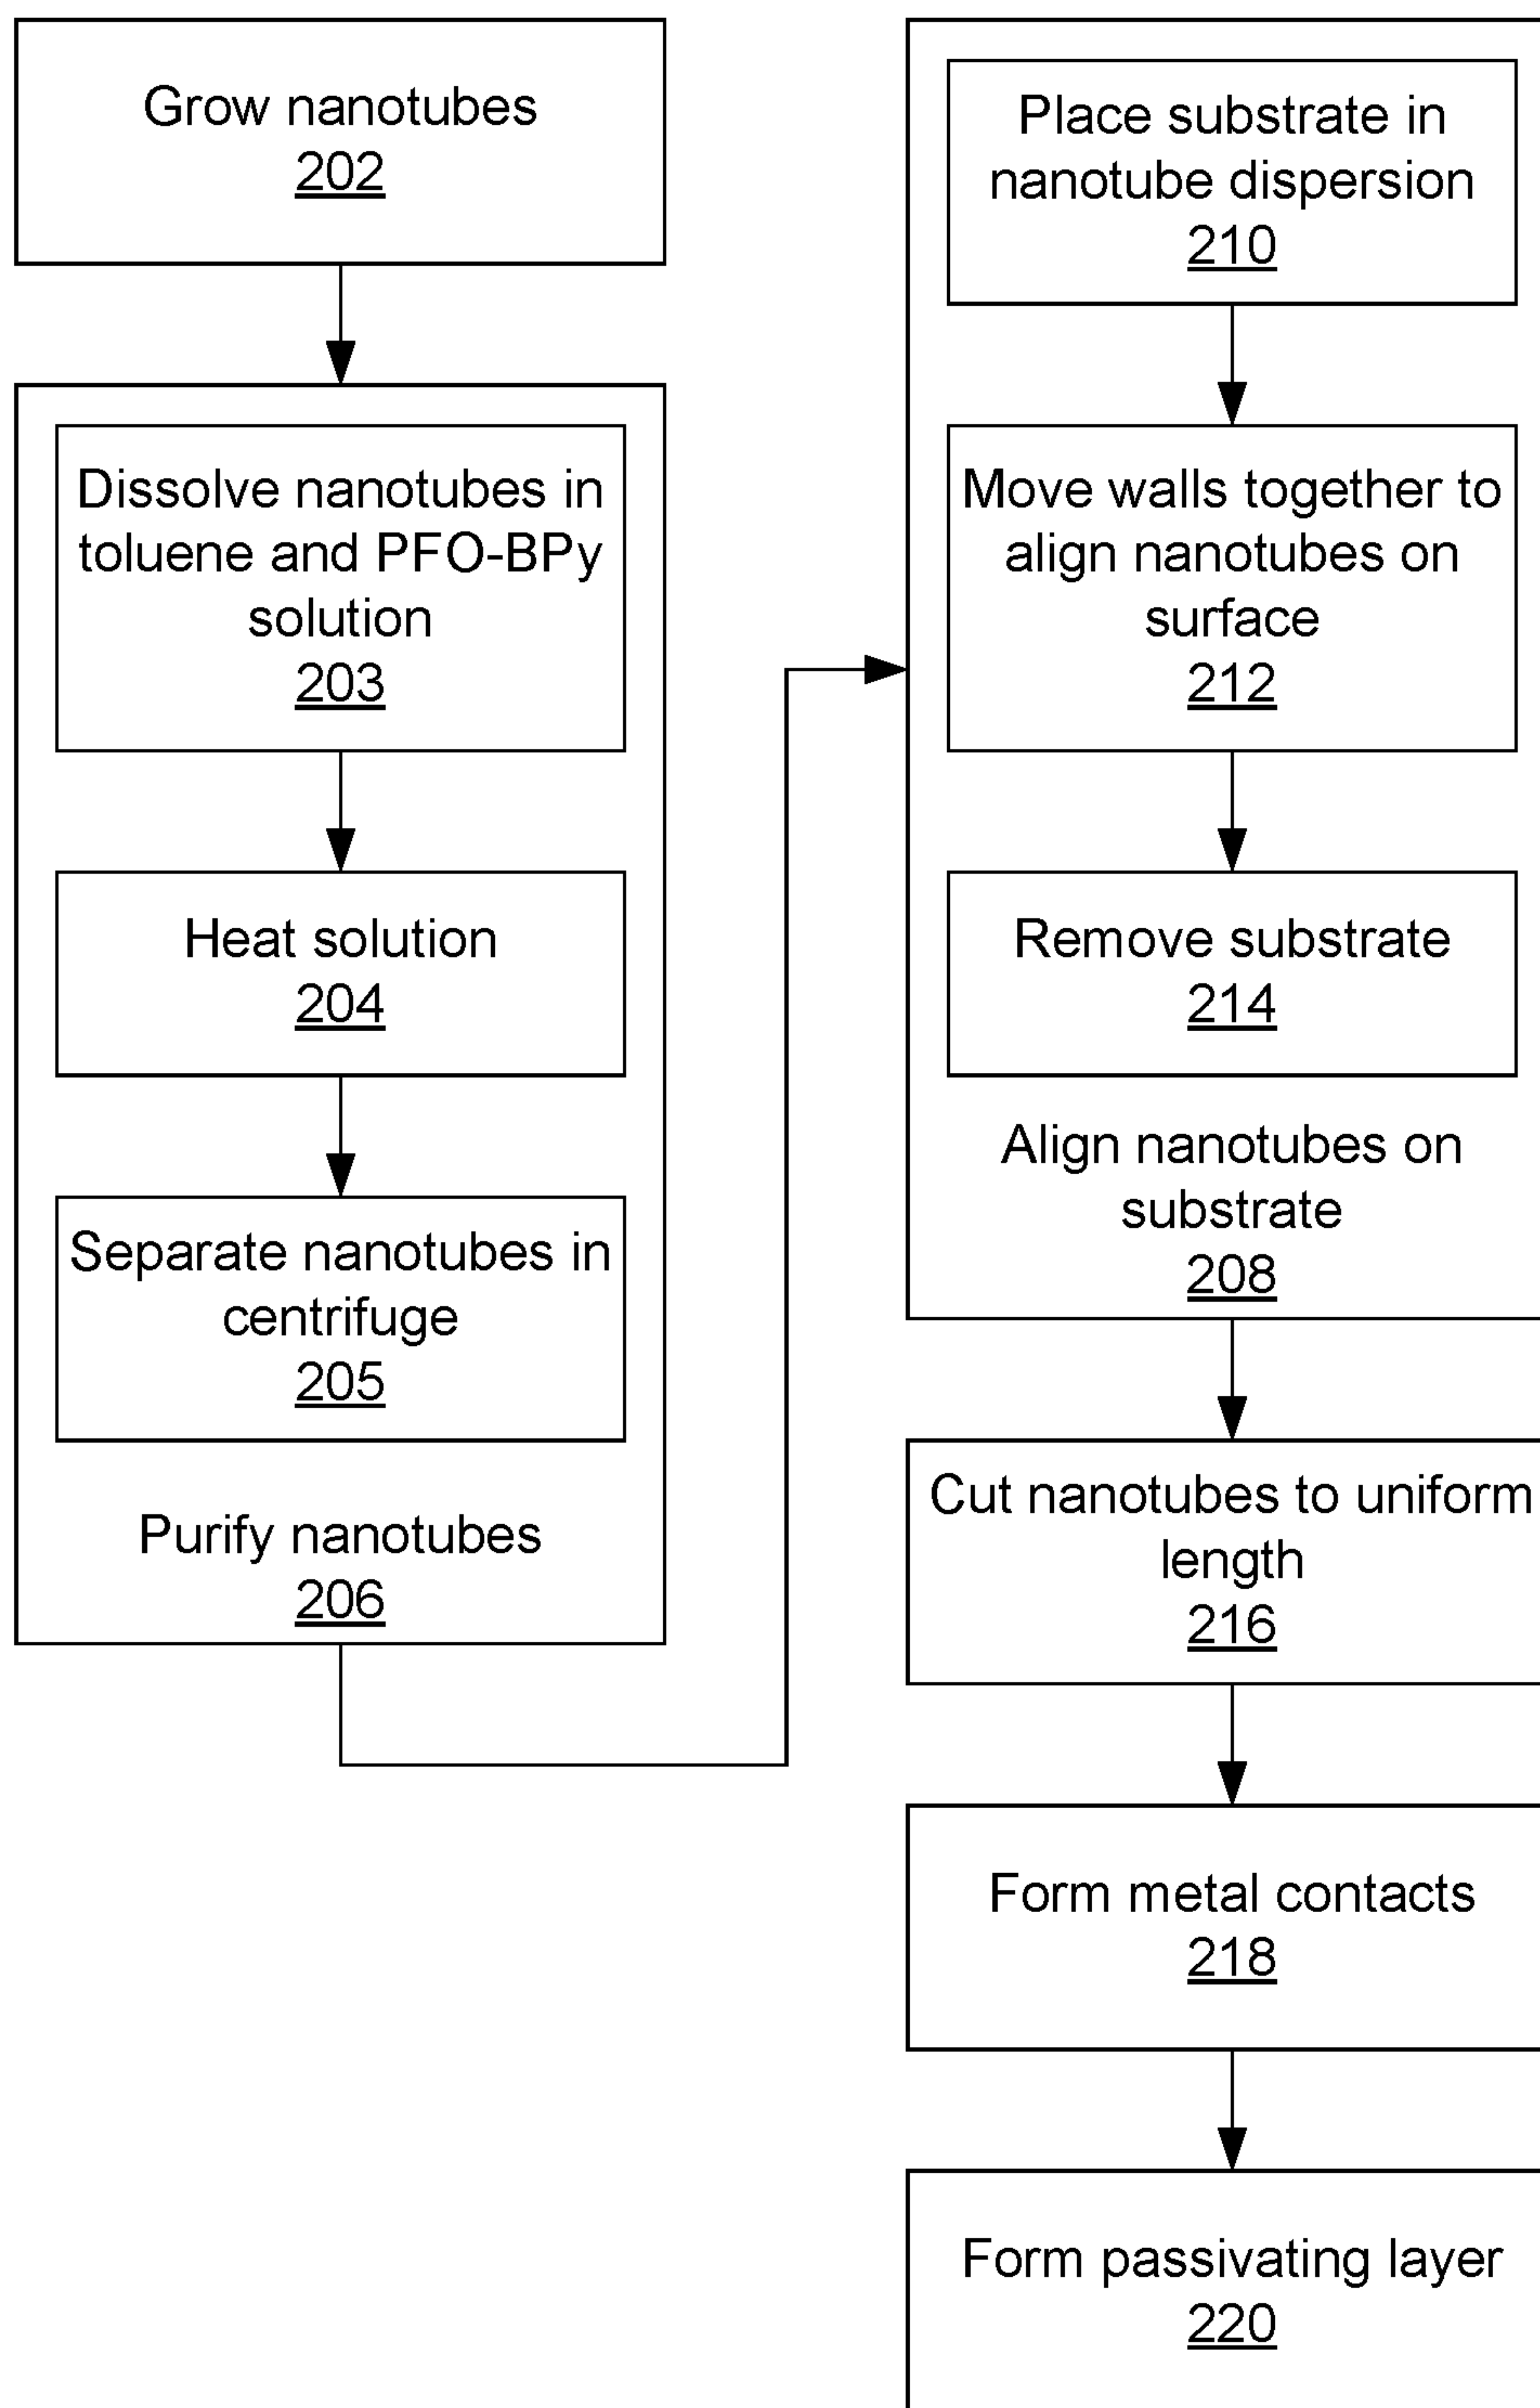 Grow nanotubes
202
Dissolve nanotubes in
toluene and PFO-BPy
solution
203
Heat solution
204
Separate nanotubes in
centrifuge
205
Purify nanotubes
206
Place substrate in
nanotube dispersion
210
Move walls together to
align nanotubes on
surface
212
Remove substrate
214
Align nanotubes on
substrate
208
Cut nanotubes to uniform
length
216
Form metal contacts
218
Form passivating layer
220